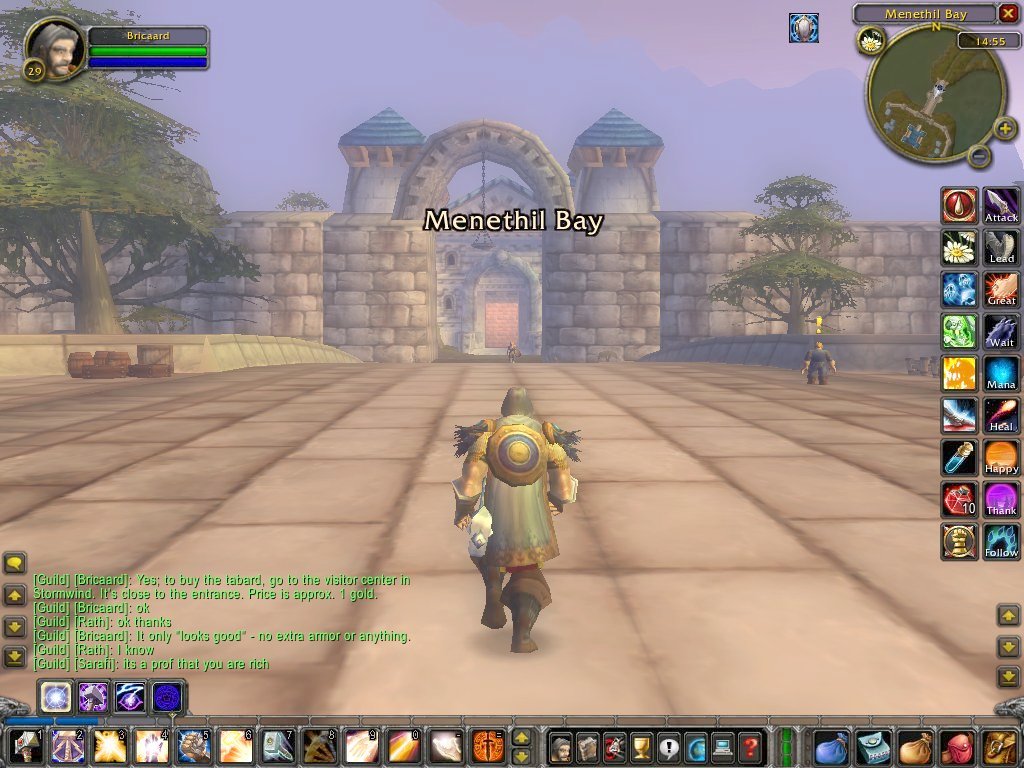 Bricaard
29
Menethil Bay
N
14:55
Menethil Bay
Attack
Lead
Great
Wait
Mana
Heal
Happy
10
Thank
Follow
[Guild] [Bricaard]: Yes; to buy the tabard, go to the visitor center in
Stormwind. It's close to the entrance. Price is approx. 1 gold.
[Guild] [Bricaard]: ok
[Guild] [Rath]: ok thanks
[Guild] [Bricaard]: It only "looks good" - no extra armor or anything.
[Guild] [Rath]: I know
[Guild] [Sarah]: its a prof that you are rich
1 2 3 4 5 6 7 8 9 0 - =